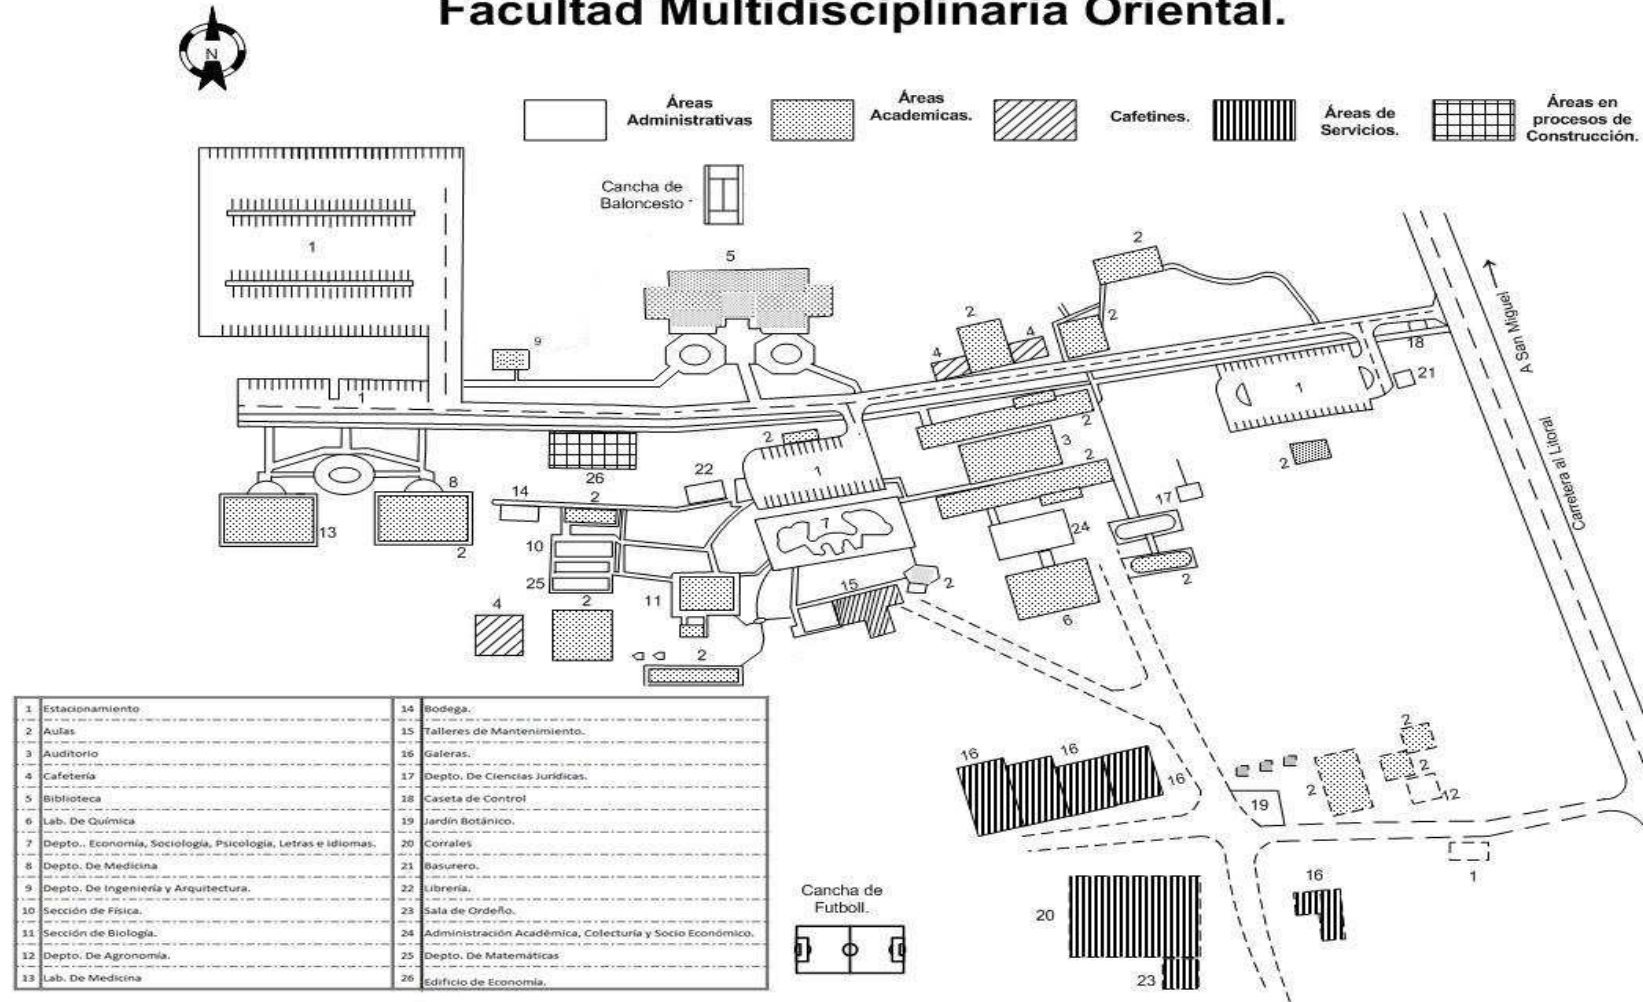 Facultad Multidisciplinaria Oriental.
N
Áreas
Administrativas
Áreas
Academicas.
Cafetines.
Áreas de
Servicios.
Áreas en
procesos de
Construcción.
Cancha de
Baloncesto
5
1
9
1
2
2
2
4
4
18
21
1
2
A San Miguel
Carretera al Litoral
2
3
2
2
1
22
26
14
2
8
13
2
10
25
7
17
24
2
6
15
2
11
4
2
2
1 Estacionamiento
2 Aulas
3 Auditorio
4 Cafetería
5 Biblioteca
6 Lab. De Química
7 Depto.. Economía, Sociología, Psicología, Letras e Idiomas.
8 Depto. De Medicina
9 Depto. De Ingeniería y Arquitectura.
10 Sección de Física.
11 Sección de Biología.
12 Depto. De Agronomía.
13 Lab. De Medicina
14 Bodega.
15 Talleres de Mantenimiento.
16 Galeras.
17 Depto. De Ciencias Jurídicas.
18 Caseta de Control
19 Jardín Botánico.
20 Corrales
21 Basurero.
22 Librería.
23 Sala de Ordeño.
24 Administración Académica, Colecturía y Socio Económico.
25 Depto. De Matemáticas
26 Edificio de Economía.
16
16
16
19
2
2
2
12
1
16
20
23
Cancha de
Futboll.